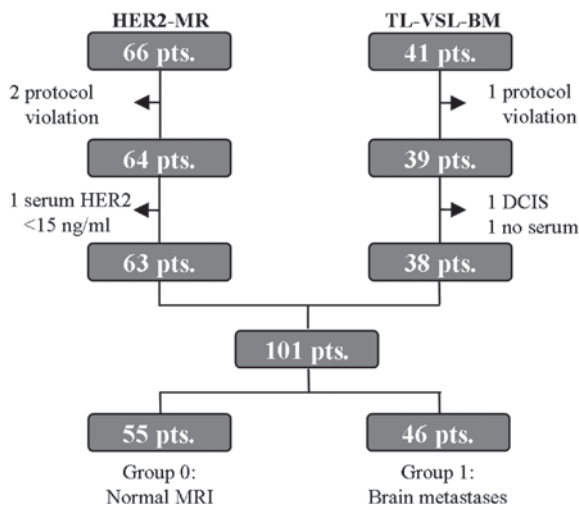 HER2-MR
TL-VSL-BM
66 pts.
41 pts.
2 protocol
violation
1 protocol
violation
64 pts.
39 pts.
1 serum HER2
<15 ng/ml
1 DCIS
1 no serum
63 pts.
38 pts.
101 pts.
55 pts.
46 pts.
Group 0:
Normal MRI
Group 1:
Brain metastases